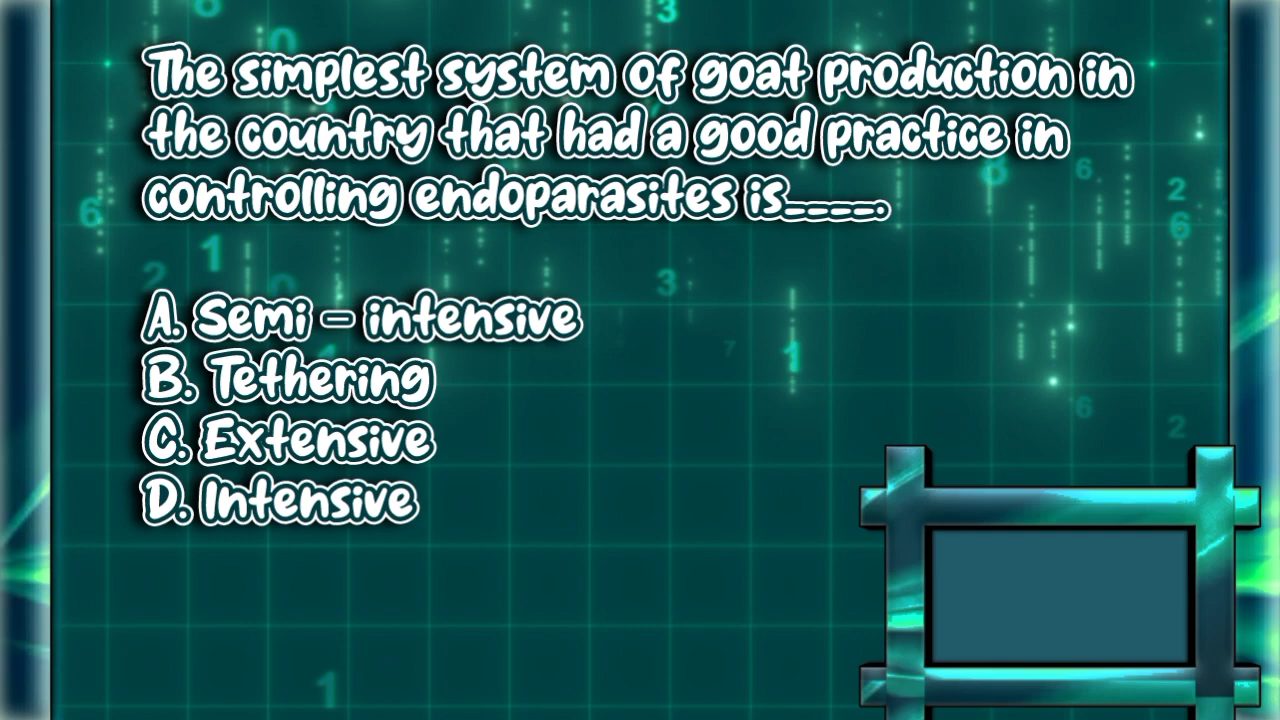 The simplest system of goat production in
the country that had a good practice in
controlling endoparasites is____.
A. Semi - intensive
B. Tethering
C. Extensive
D. Intensive